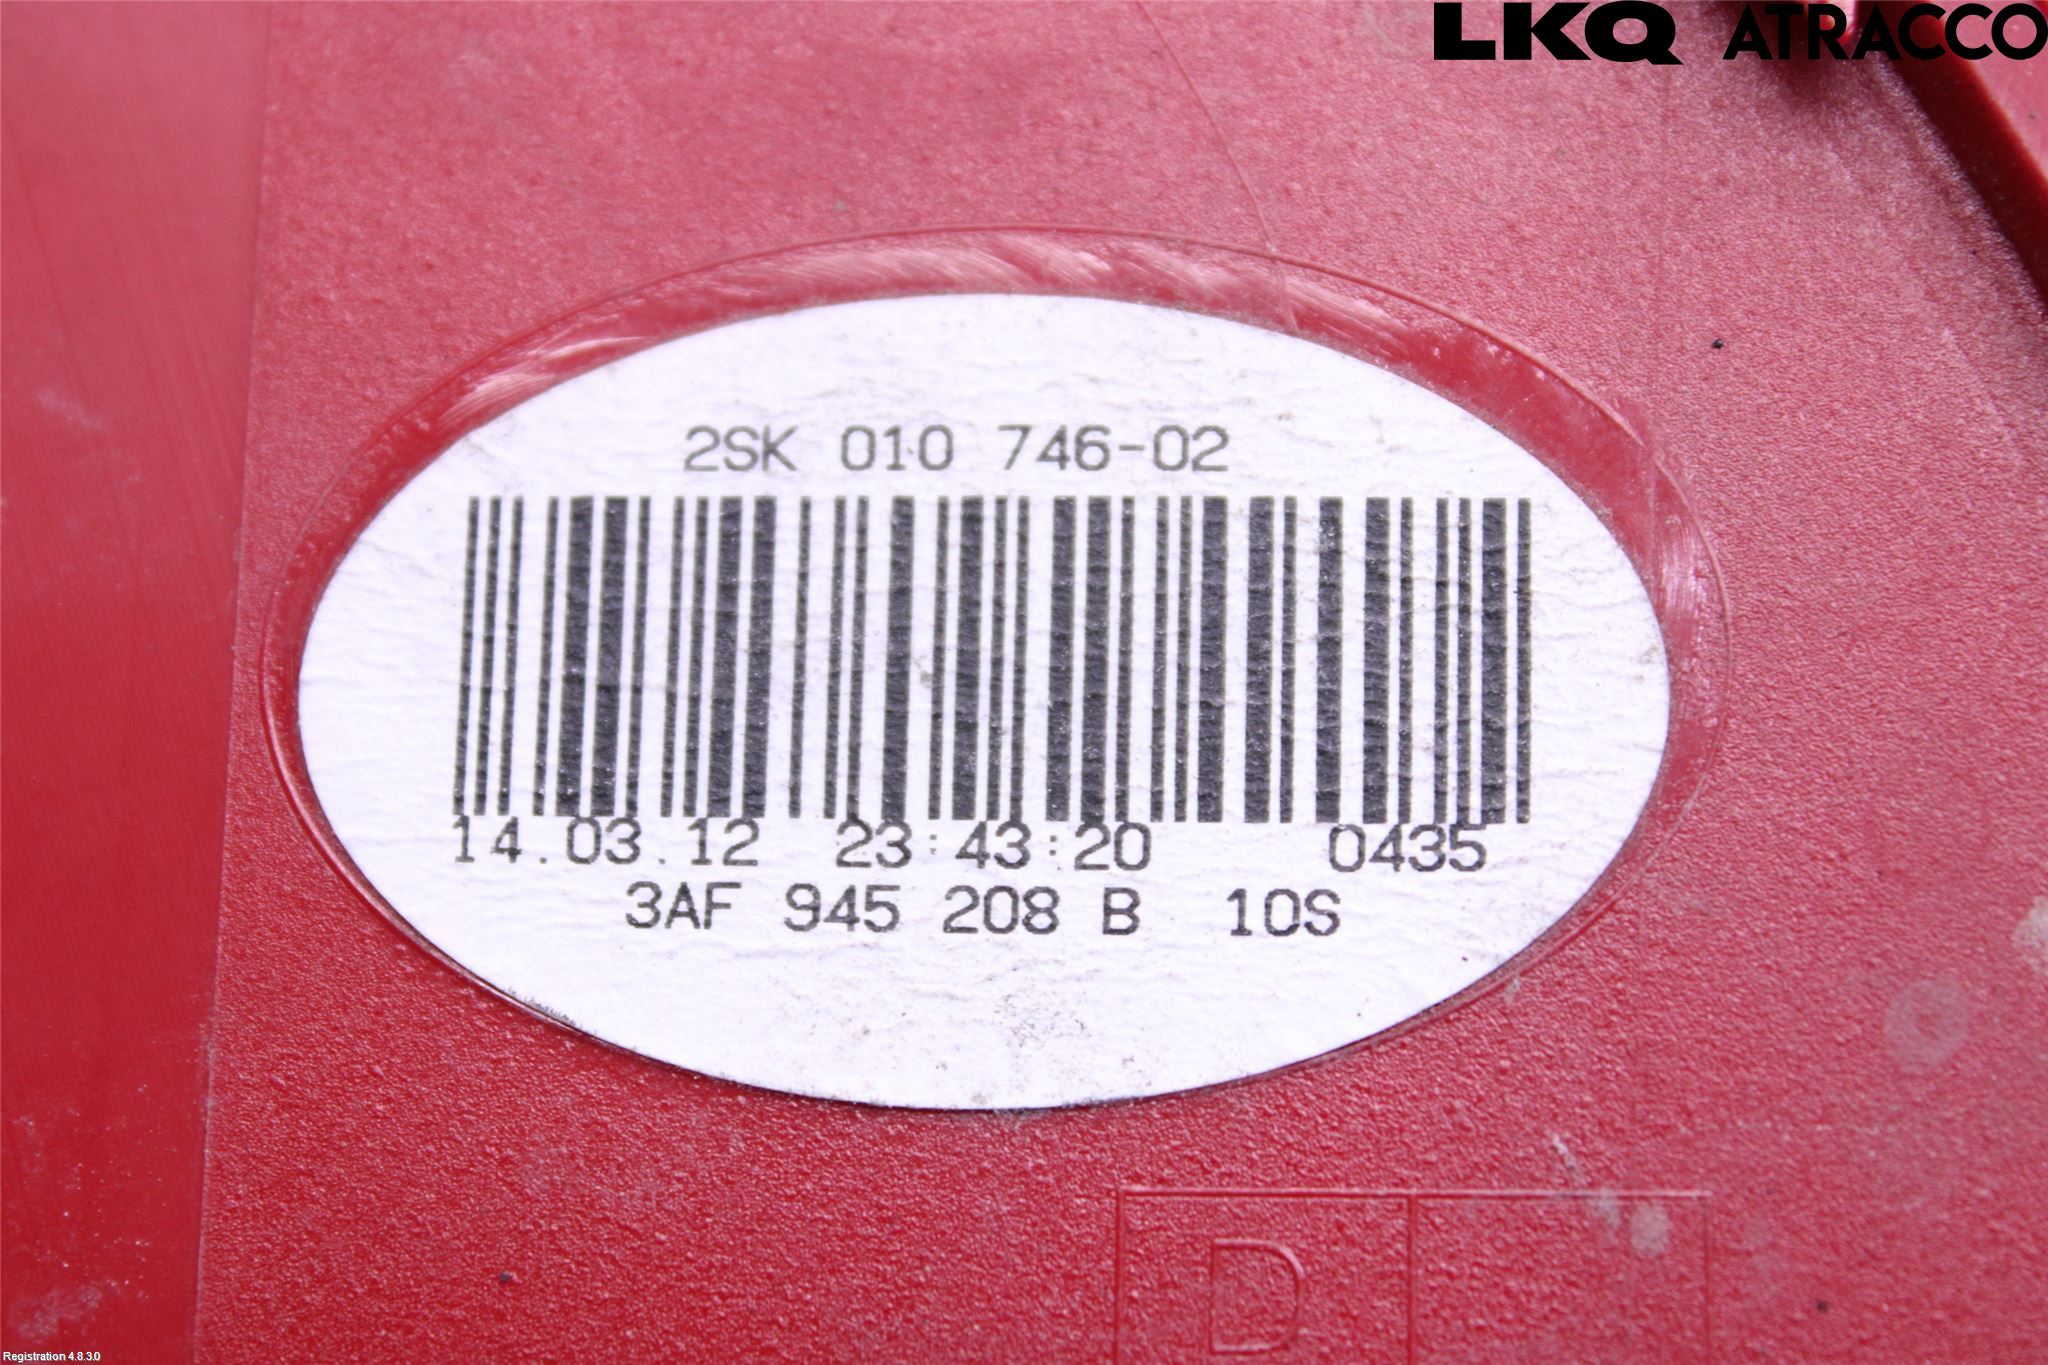 LKQ ATRACCO
2SK 010 746-02
14.03.12 23:43:20 0435
3AF 945 208 B 10S
D
Registration 4.8.3.0